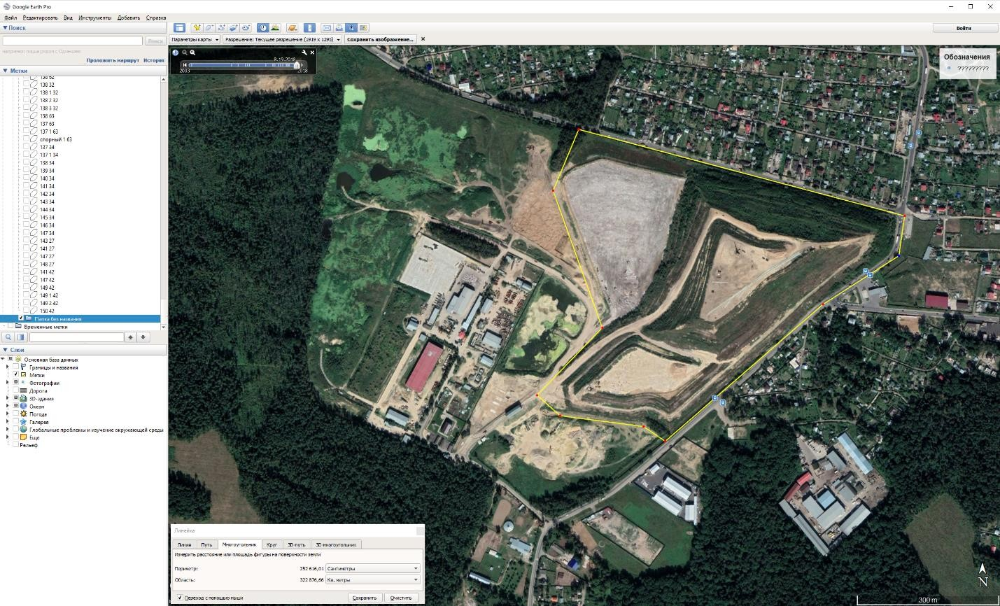 Google Earth Pro
Файл Редактировать Вид Инструменты Добавить Справка
Поиск
Войти
Поиск
Параметры карты Разрешение: Текущее разрешение (1919 x 1295) Сохранить изображение...
Проложить маршрут История
Метки
138 62
138 32
138 1 32
138 2 32
138 3 32
138 63
137 63
137 1 63
спорный 1 63
137 34
137 1 34
138 34
139 34
140 34
141 34
142 34
143 34
144 34
145 34
146 34
147 34
143 27
141 27
147 27
148 27
141 42
147 42
149 42
149 1 42
149 2 42
150 42
Папка без названия
Временные метки
Слои
Основная база данных
Границы и названия
Метки
Фотографии
Дороги
3D-здания
Океан
Погода
Галерея
Глобальные проблемы и изучение окружающей среды
Еще
Рельеф
8.19.2018
2003 2018
Обозначения
?????????
Линейка
Линия Путь Многоугольник Круг 3D-путь 3D-многоугольник
Измерить расстояние или площадь фигуры на поверхности земли
Периметр: 252 616,01 Сантиметры
Область: 322 876,66 Кв. метры
Переход с помощью мыши Сохранить Очистить
N
300 m